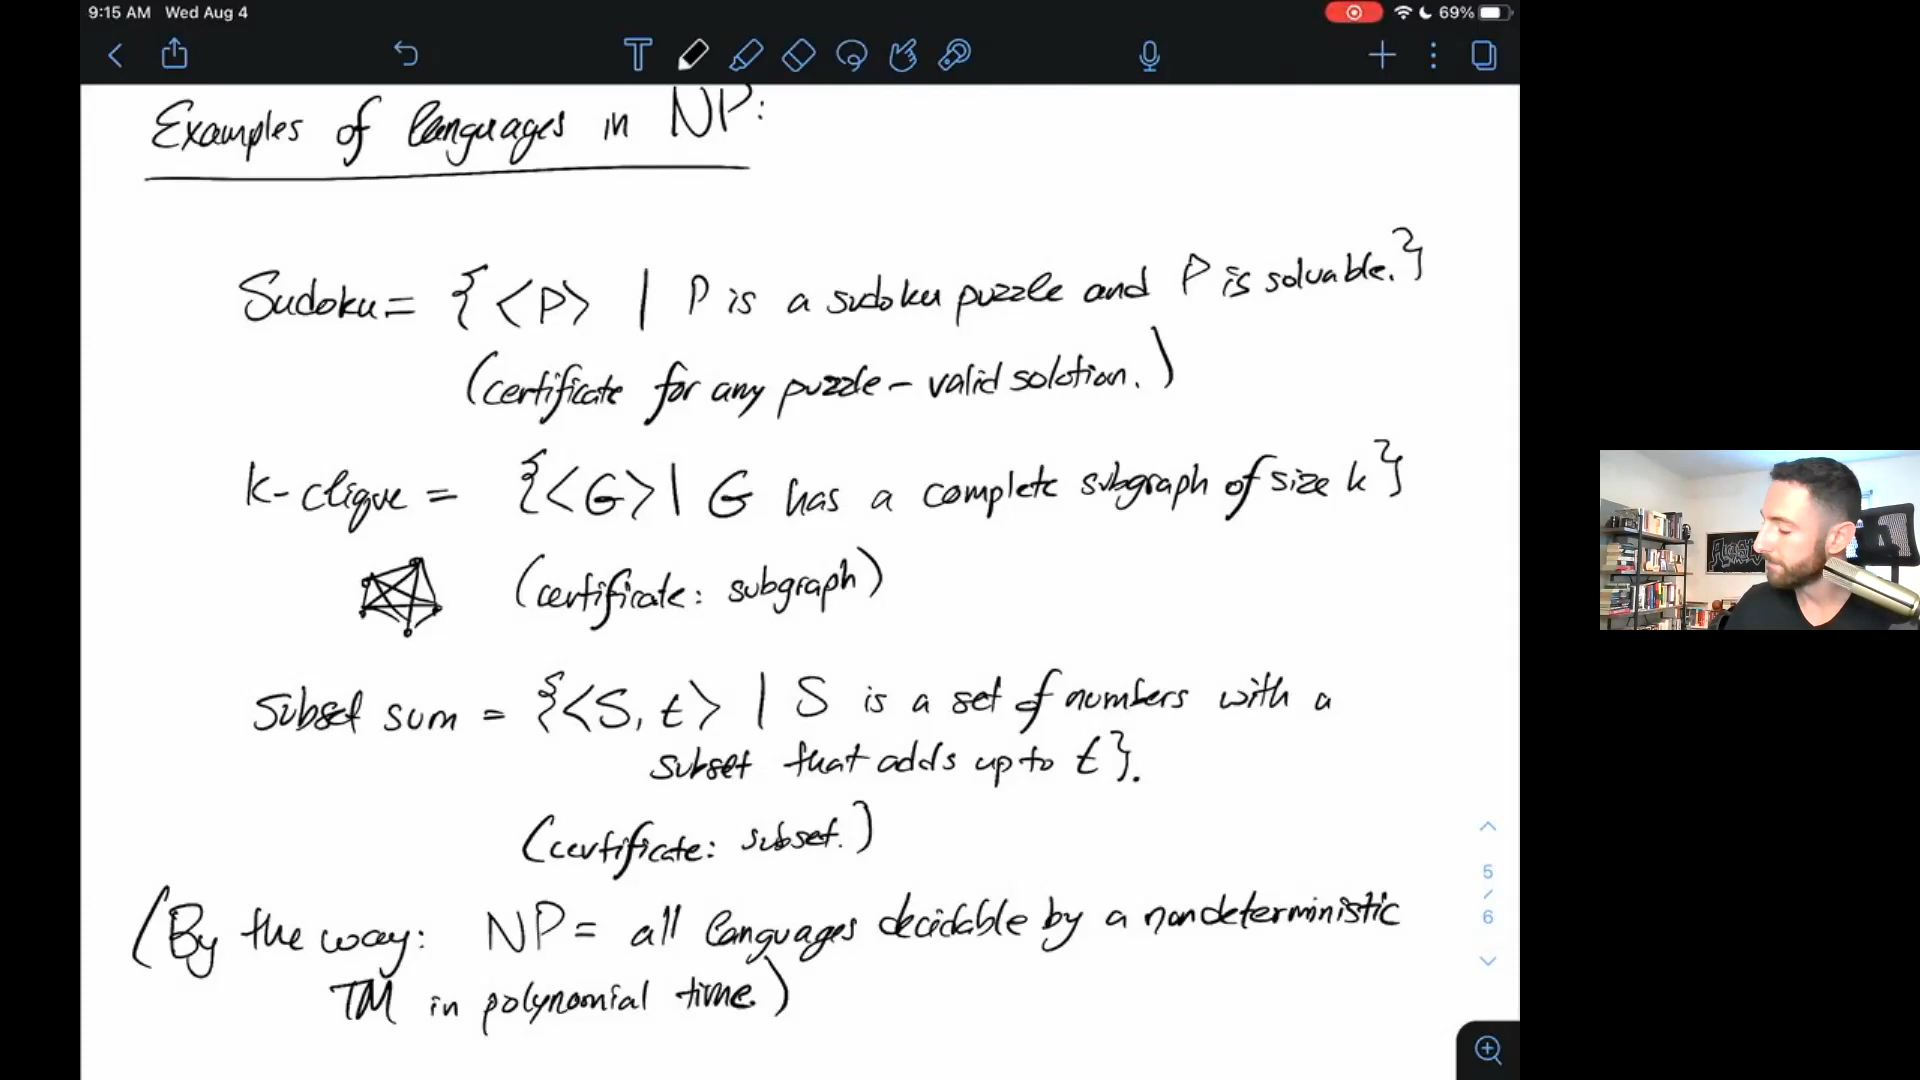 9:15 AM Wed Aug 4
69%
Examples of languages in NP:
Sudoku = {<P> | P is a sudoku puzzle and P is solvable.}
(certificate for any puzzle – valid solution.)
K-clique = {<G> | G has a complete subgraph of size k}
(certificate: subgraph)
Subset sum = {<S, t> | S is a set of numbers with a
subset that adds up to t}.
(certificate: subset.)
(By the way: NP = all languages decidable by a nondeterministic
TM in polynomial time.)
5
/
6